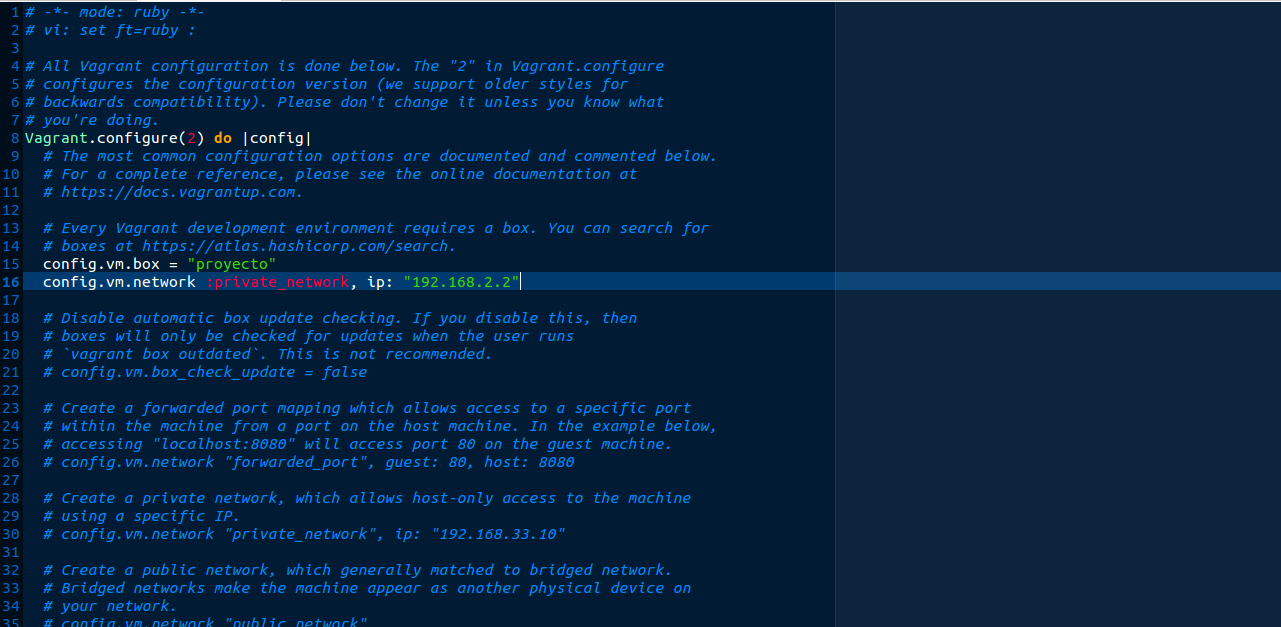 1 # -*- mode: ruby -*-
2 # vi: set ft=ruby :
3
4 # All Vagrant configuration is done below. The "2" in Vagrant.configure
5 # configures the configuration version (we support older styles for
6 # backwards compatibility). Please don't change it unless you know what
7 # you're doing.
8 Vagrant.configure(2) do |config|
9   # The most common configuration options are documented and commented below.
10   # For a complete reference, please see the online documentation at
11   # https://docs.vagrantup.com.
12
13   # Every Vagrant development environment requires a box. You can search for
14   # boxes at https://atlas.hashicorp.com/search.
15   config.vm.box = "proyecto"
16   config.vm.network :private_network, ip: "192.168.2.2"
17
18   # Disable automatic box update checking. If you disable this, then
19   # boxes will only be checked for updates when the user runs
20   # `vagrant box outdated`. This is not recommended.
21   # config.vm.box_check_update = false
22
23   # Create a forwarded port mapping which allows access to a specific port
24   # within the machine from a port on the host machine. In the example below,
25   # accessing "localhost:8080" will access port 80 on the guest machine.
26   # config.vm.network "forwarded_port", guest: 80, host: 8080
27
28   # Create a private network, which allows host-only access to the machine
29   # using a specific IP.
30   # config.vm.network "private_network", ip: "192.168.33.10"
31
32   # Create a public network, which generally matched to bridged network.
33   # Bridged networks make the machine appear as another physical device on
34   # your network.
35   # config.vm.network "public_network"